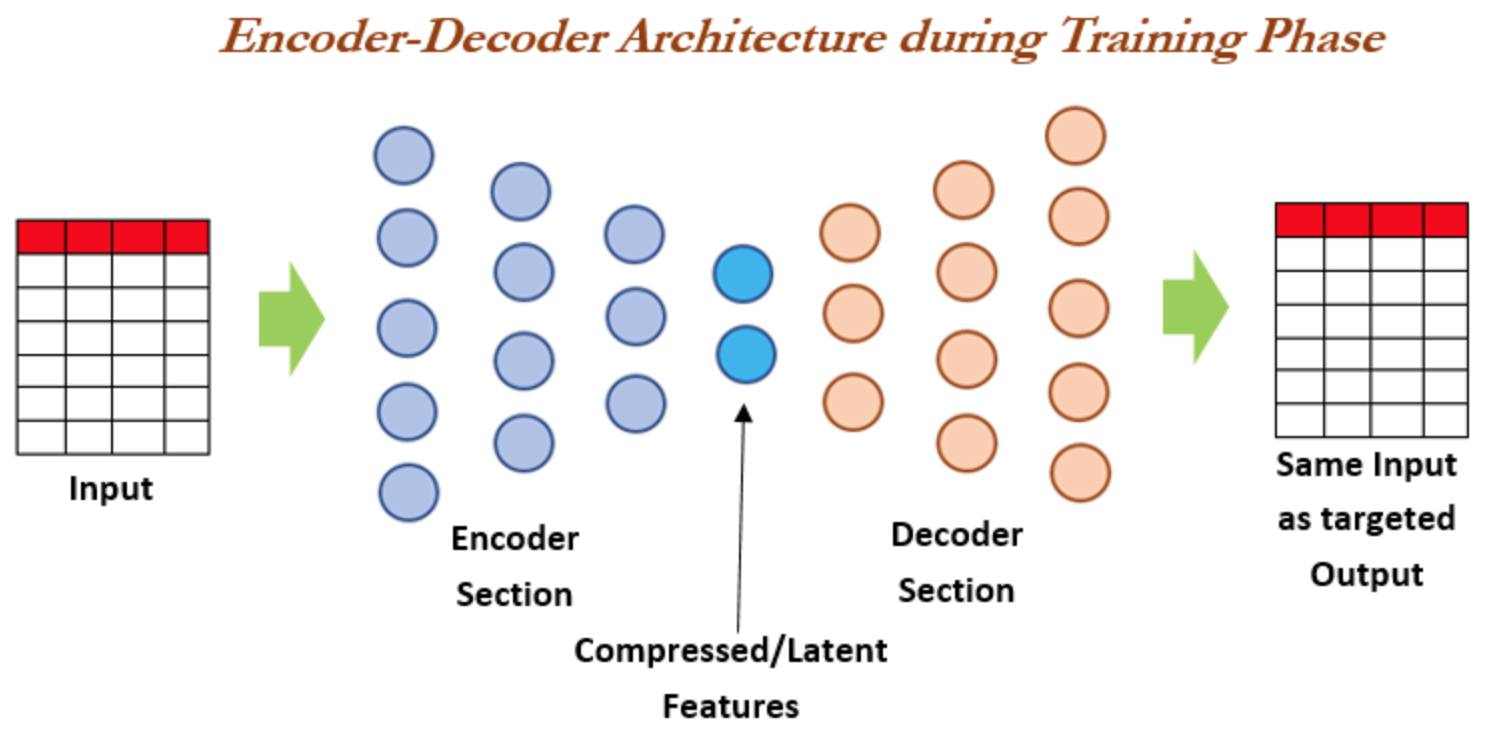 Encoder-Decoder Architecture during Training Phase
Input
Encoder
Section
Compressed/Latent
Features
Decoder
Section
Same Input
as targeted
Output